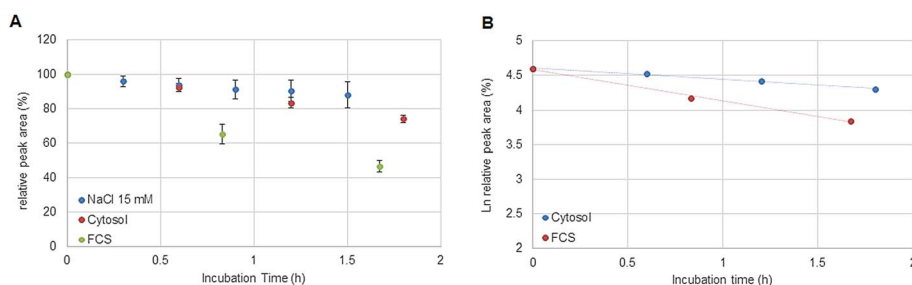 A
relative peak area (%)
120
100
80
60
40
20
0
NaCl 15 mM
Cytosol
FCS
0
0.5
1
1.5
2
Incubation Time (h)
B
Ln relative peak area (%)
5
4.5
4
3.5
3
2.5
2
Cytosol
FCS
0
0.5
1
1.5
2
Incubation time (h)